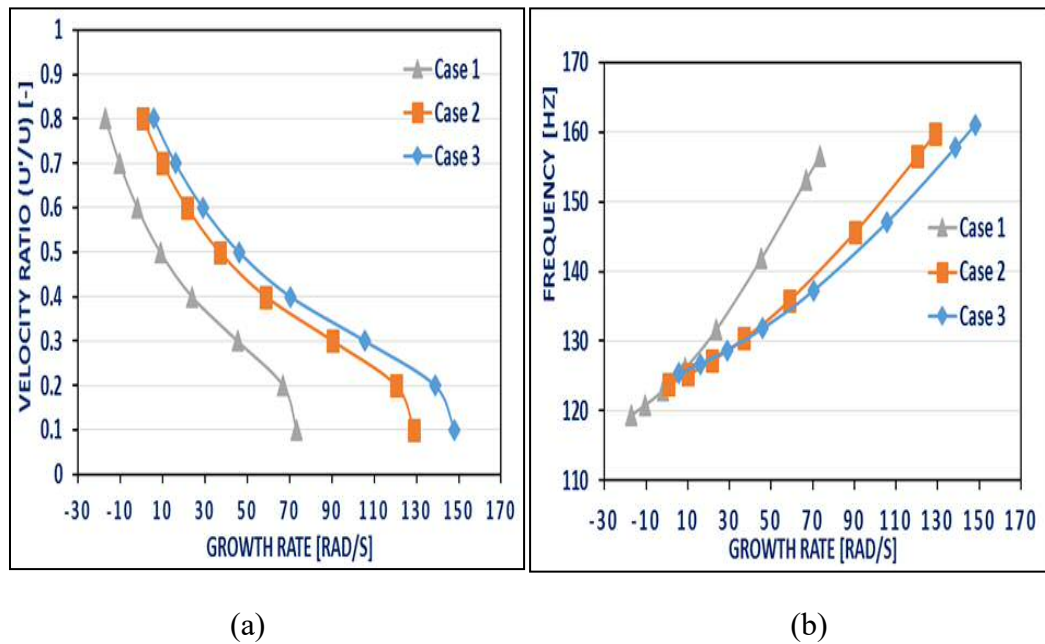 VELOCITY RATIO (U'/U) [-]
1
0.9
0.8
0.7
0.6
0.5
0.4
0.3
0.2
0.1
0
Case 1
Case 2
Case 3
-30 -10 10 30 50 70 90 110 130 150 170
GROWTH RATE [RAD/S]
(a)
FREQUENCY [HZ]
170
160
150
140
130
120
110
Case 1
Case 2
Case 3
-30 -10 10 30 50 70 90 110 130 150 170
GROWTH RATE [RAD/S]
(b)